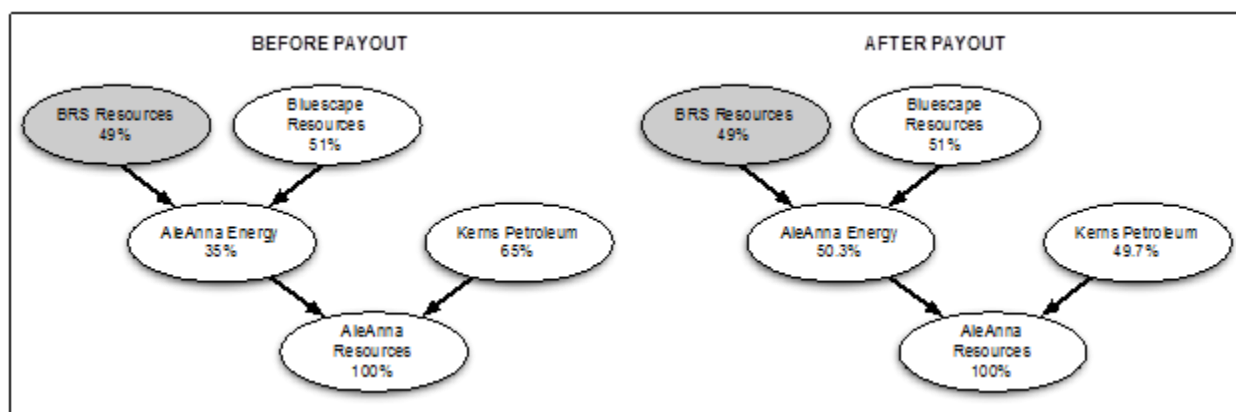 BEFORE PAYOUT
BRS Resources
49%
Bluescape
Resources
51%
AleAnna Energy
35%
Kerns Petroleum
65%
AleAnna
Resources
100%
AFTER PAYOUT
BRS Resources
49%
Bluescape
Resources
51%
AleAnna Energy
50.3%
Kerns Petroleum
49.7%
AleAnna
Resources
100%